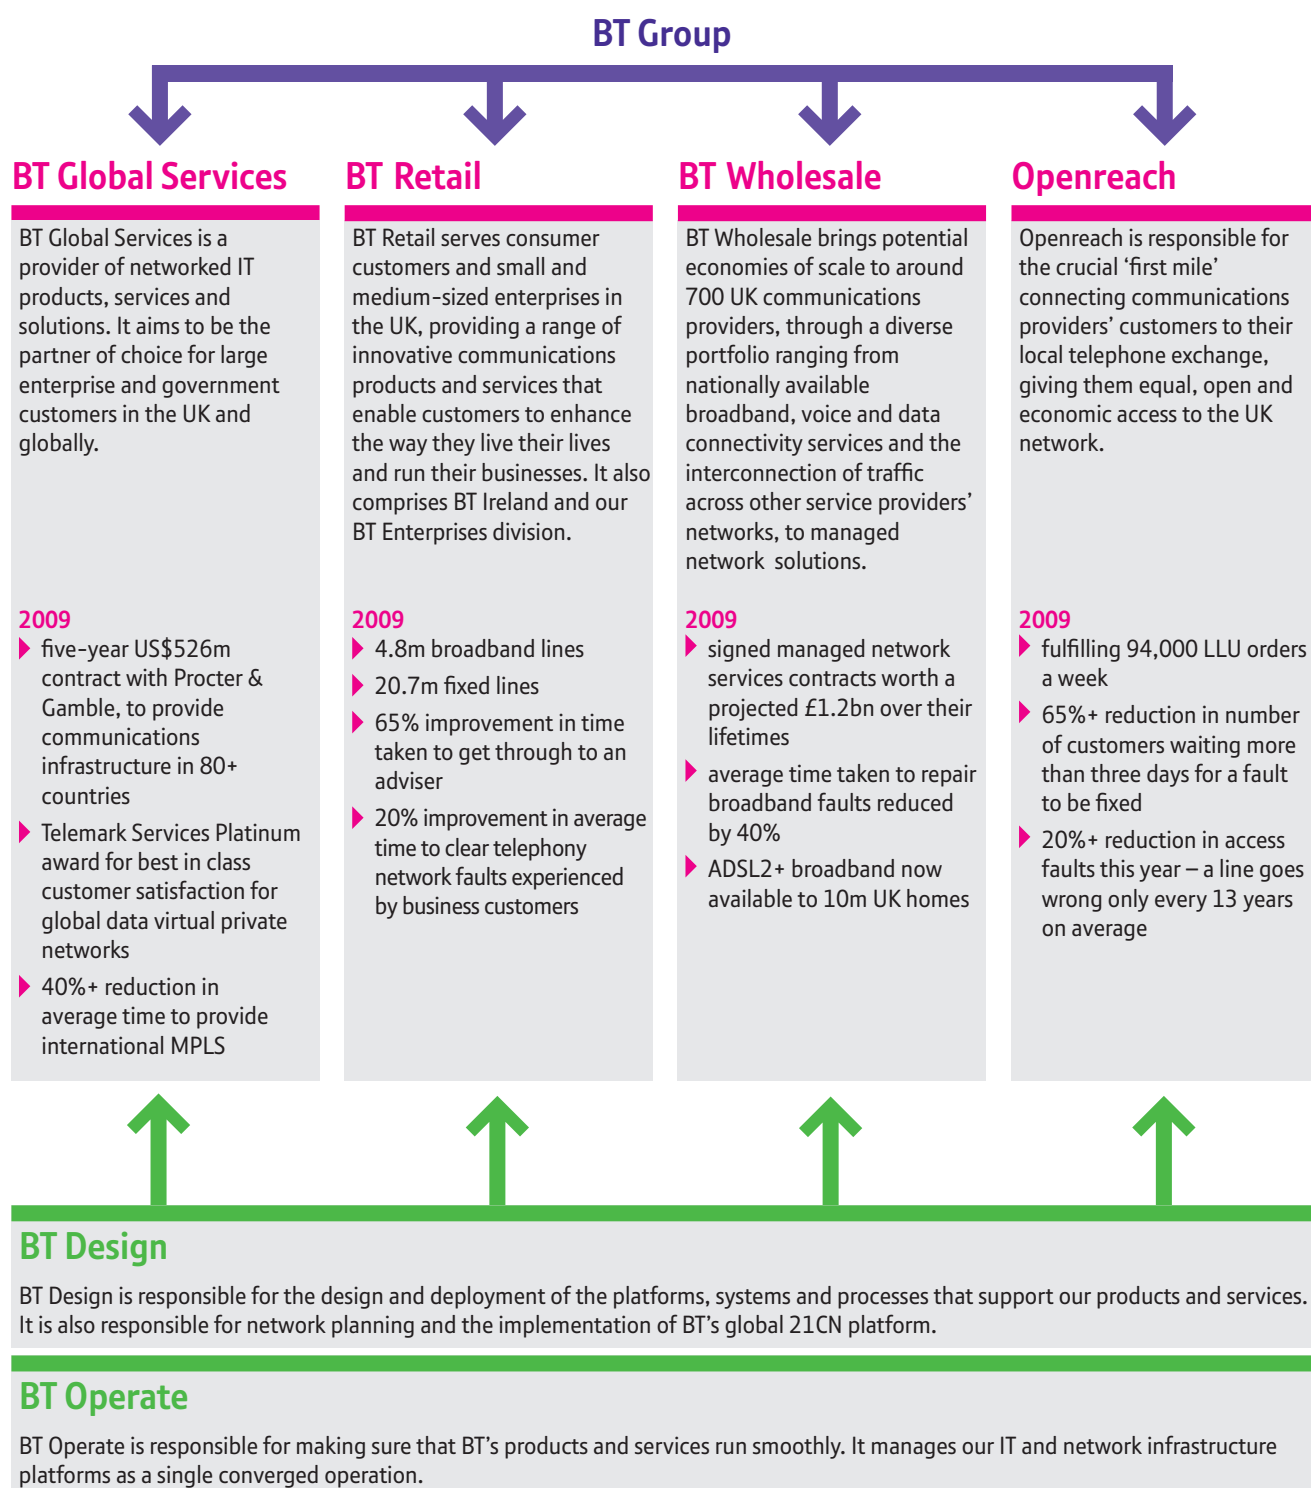 BT Group
BT Global Services
BT Global Services is a
provider of networked IT
products, services and
solutions. It aims to be the
partner of choice for large
enterprise and government
customers in the UK and
globally.
2009
five-year US$526m
contract with Procter &
Gamble, to provide
communications
infrastructure in 80+
countries
Telemark Services Platinum
award for best in class
customer satisfaction for
global data virtual private
networks
40%+ reduction in
average time to provide
international MPLS
BT Retail
BT Retail serves consumer
customers and small and
medium-sized enterprises in
the UK, providing a range of
innovative communications
products and services that
enable customers to enhance
the way they live their lives
and run their businesses. It also
comprises BT Ireland and our
BT Enterprises division.
2009
4.8m broadband lines
20.7m fixed lines
65% improvement in time
taken to get through to an
adviser
20% improvement in average
time to clear telephony
network faults experienced
by business customers
BT Wholesale
BT Wholesale brings potential
economies of scale to around
700 UK communications
providers, through a diverse
portfolio ranging from
nationally available
broadband, voice and data
connectivity services and the
interconnection of traffic
across other service providers’
networks, to managed
network solutions.
2009
signed managed network
services contracts worth a
projected £1.2bn over their
lifetimes
average time taken to repair
broadband faults reduced
by 40%
ADSL2+ broadband now
available to 10m UK homes
Openreach
Openreach is responsible for
the crucial ‘first mile’
connecting communications
providers’ customers to their
local telephone exchange,
giving them equal, open and
economic access to the UK
network.
2009
fulfilling 94,000 LLU orders
a week
65%+ reduction in number
of customers waiting more
than three days for a fault
to be fixed
20%+ reduction in access
faults this year – a line goes
wrong only every 13 years
on average
BT Design
BT Design is responsible for the design and deployment of the platforms, systems and processes that support our products and services.
It is also responsible for network planning and the implementation of BT’s global 21CN platform.
BT Operate
BT Operate is responsible for making sure that BT’s products and services run smoothly. It manages our IT and network infrastructure
platforms as a single converged operation.